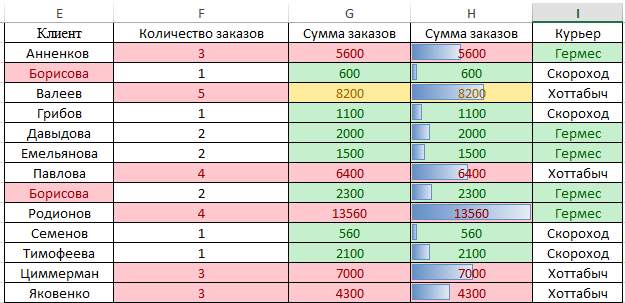 E F G H I
Клиент Количество заказов Сумма заказов Сумма заказов Курьер
Анненков 3 5600 5600 Гермес
Борисова 1 600 600 Скороход
Валеев 5 8200 8200 Хоттабыч
Грибов 1 1100 1100 Скороход
Давыдова 2 2000 2000 Гермес
Емельянова 2 1500 1500 Гермес
Павлова 4 6400 6400 Хоттабыч
Борисова 2 2300 2300 Гермес
Родионов 4 13560 13560 Гермес
Семенов 1 560 560 Скороход
Тимофеева 1 2100 2100 Скороход
Циммерман 3 7000 7000 Хоттабыч
Яковенко 3 4300 4300 Хоттабыч